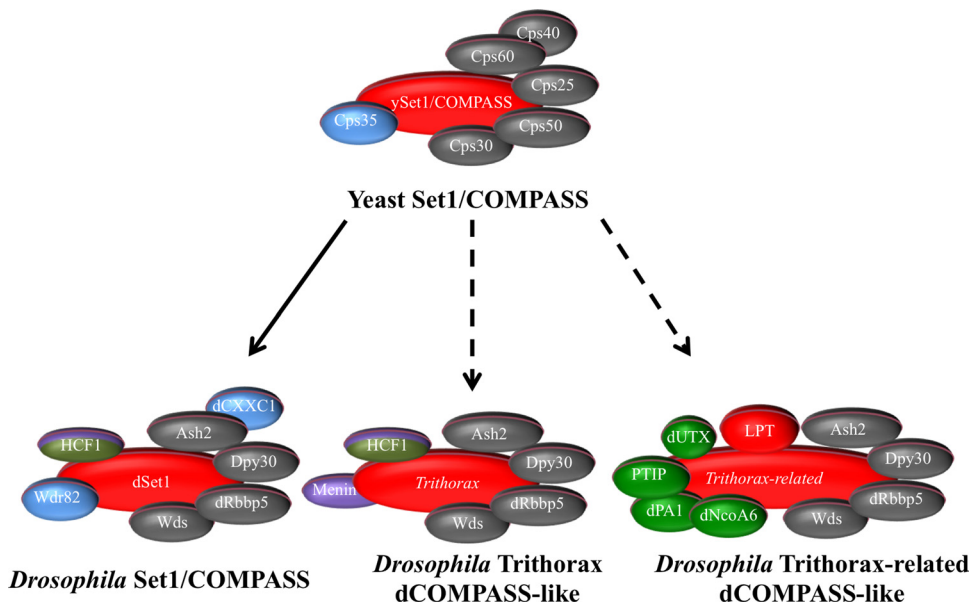 Cps40
Cps60
Cps25
ySet1/COMPASS
Cps35
Cps50
Cps30
Yeast Set1/COMPASS
dCXXC1
HCF1
Ash2
Dpy30
dSet1
Wdr82
dRbbp5
Wds
Drosophila Set1/COMPASS
HCF1
Ash2
Dpy30
Menin
Trithorax
dRbbp5
Wds
Drosophila Trithorax
dCOMPASS-like
dUTX
LPT
Ash2
Dpy30
PTIP
Trithorax-related
dRbbp5
dPA1
dNcoA6
Wds
Drosophila Trithorax-related
dCOMPASS-like